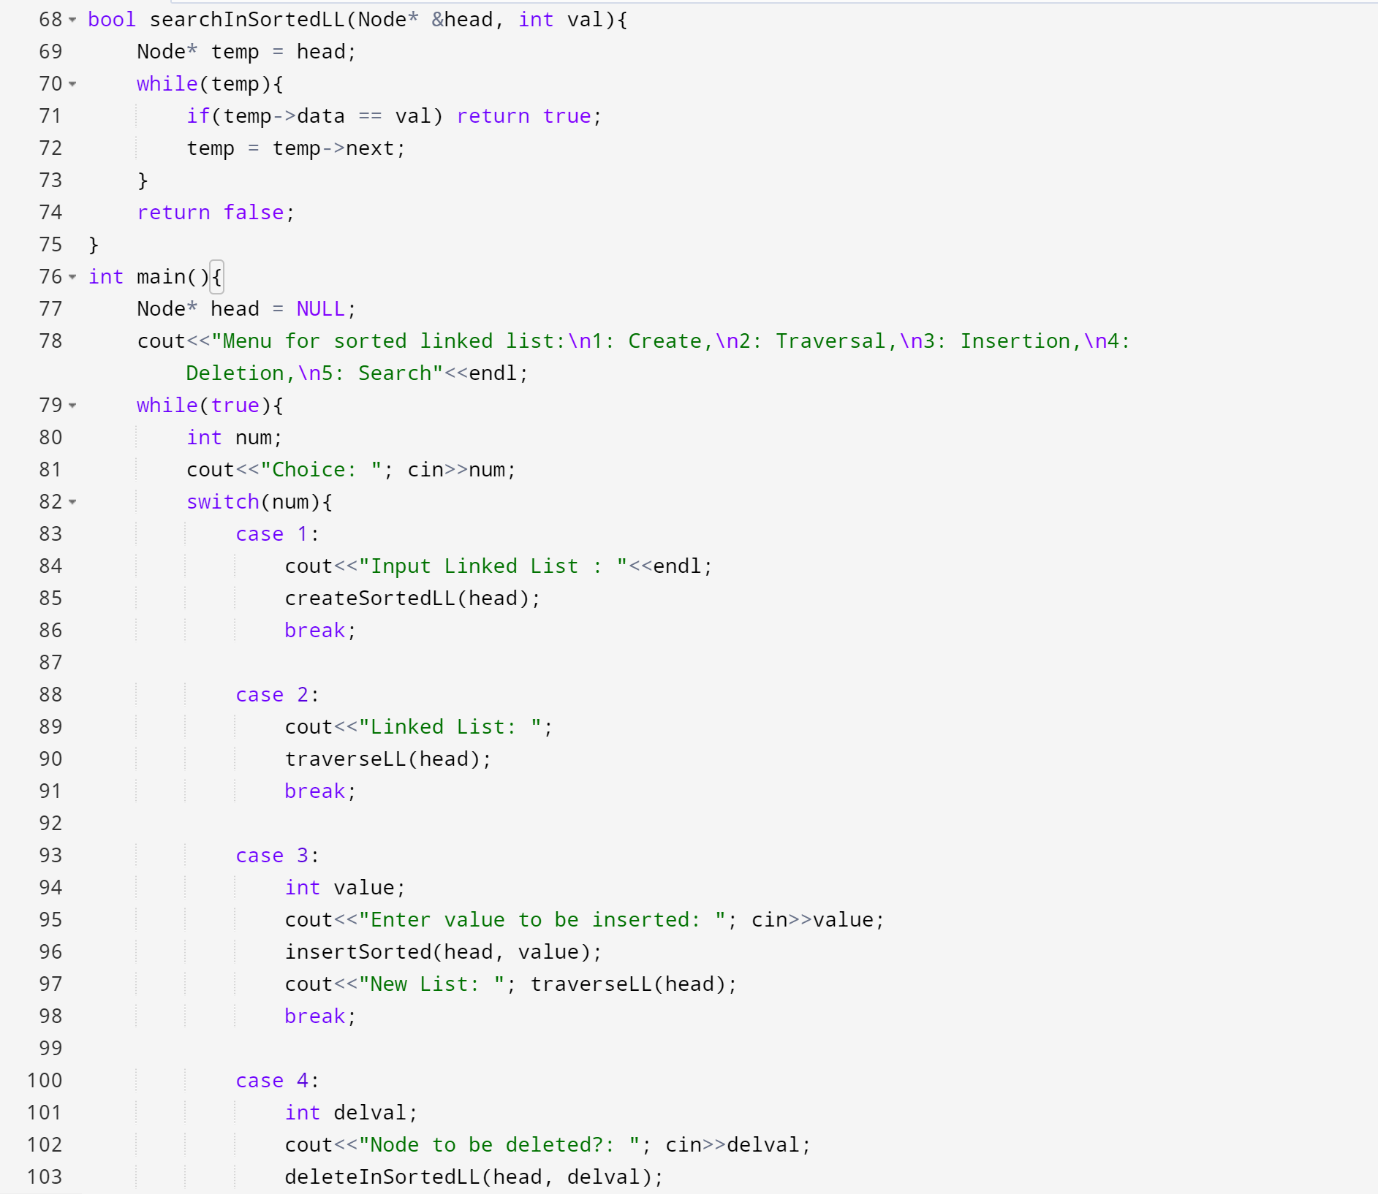 68 bool searchInSortedLL(Node* &head, int val){
69     Node* temp = head;
70     while(temp){
71         if(temp->data == val) return true;
72         temp = temp->next;
73     }
74     return false;
75 }
76 int main(){
77     Node* head = NULL;
78     cout<<"Menu for sorted linked list:\n1: Create,\n2: Traversal,\n3: Insertion,\n4:
        Deletion,\n5: Search"<<endl;
79     while(true){
80         int num;
81         cout<<"Choice: "; cin>>num;
82         switch(num){
83             case 1:
84                 cout<<"Input Linked List : "<<endl;
85                 createSortedLL(head);
86                 break;
87
88             case 2:
89                 cout<<"Linked List: ";
90                 traverseLL(head);
91                 break;
92
93             case 3:
94                 int value;
95                 cout<<"Enter value to be inserted: "; cin>>value;
96                 insertSorted(head, value);
97                 cout<<"New List: "; traverseLL(head);
98                 break;
99
100             case 4:
101                 int delval;
102                 cout<<"Node to be deleted?: "; cin>>delval;
103                 deleteInSortedLL(head, delval);